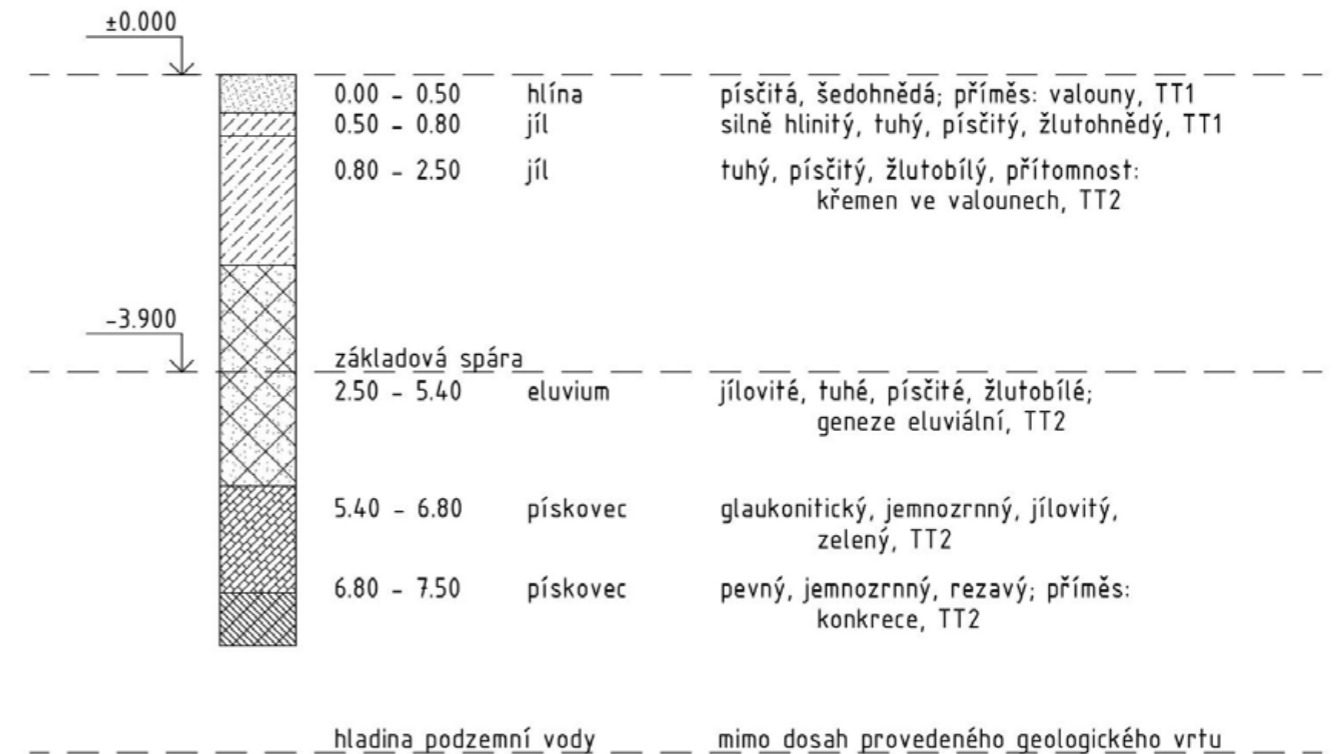 ±0.000
0.00 - 0.50 hlína písčitá, šedohnědá; příměs: valouny, TT1
0.50 - 0.80 jíl silně hlinitý, tuhý, písčitý, žlutohnědý, TT1
0.80 - 2.50 jíl tuhý, písčitý, žlutobílý, přítomnost:
křemen ve valounech, TT2
-3.900
základová spára
2.50 - 5.40 eluvium jílovité, tuhé, písčité, žlutobílé;
geneze eluviální, TT2
5.40 - 6.80 pískovec glaukonitický, jemnozrnný, jílovitý,
zelený, TT2
6.80 - 7.50 pískovec pevný, jemnozrnný, rezavý; příměs:
konkrece, TT2
hladina podzemní vody mimo dosah provedeného geologického vrtu